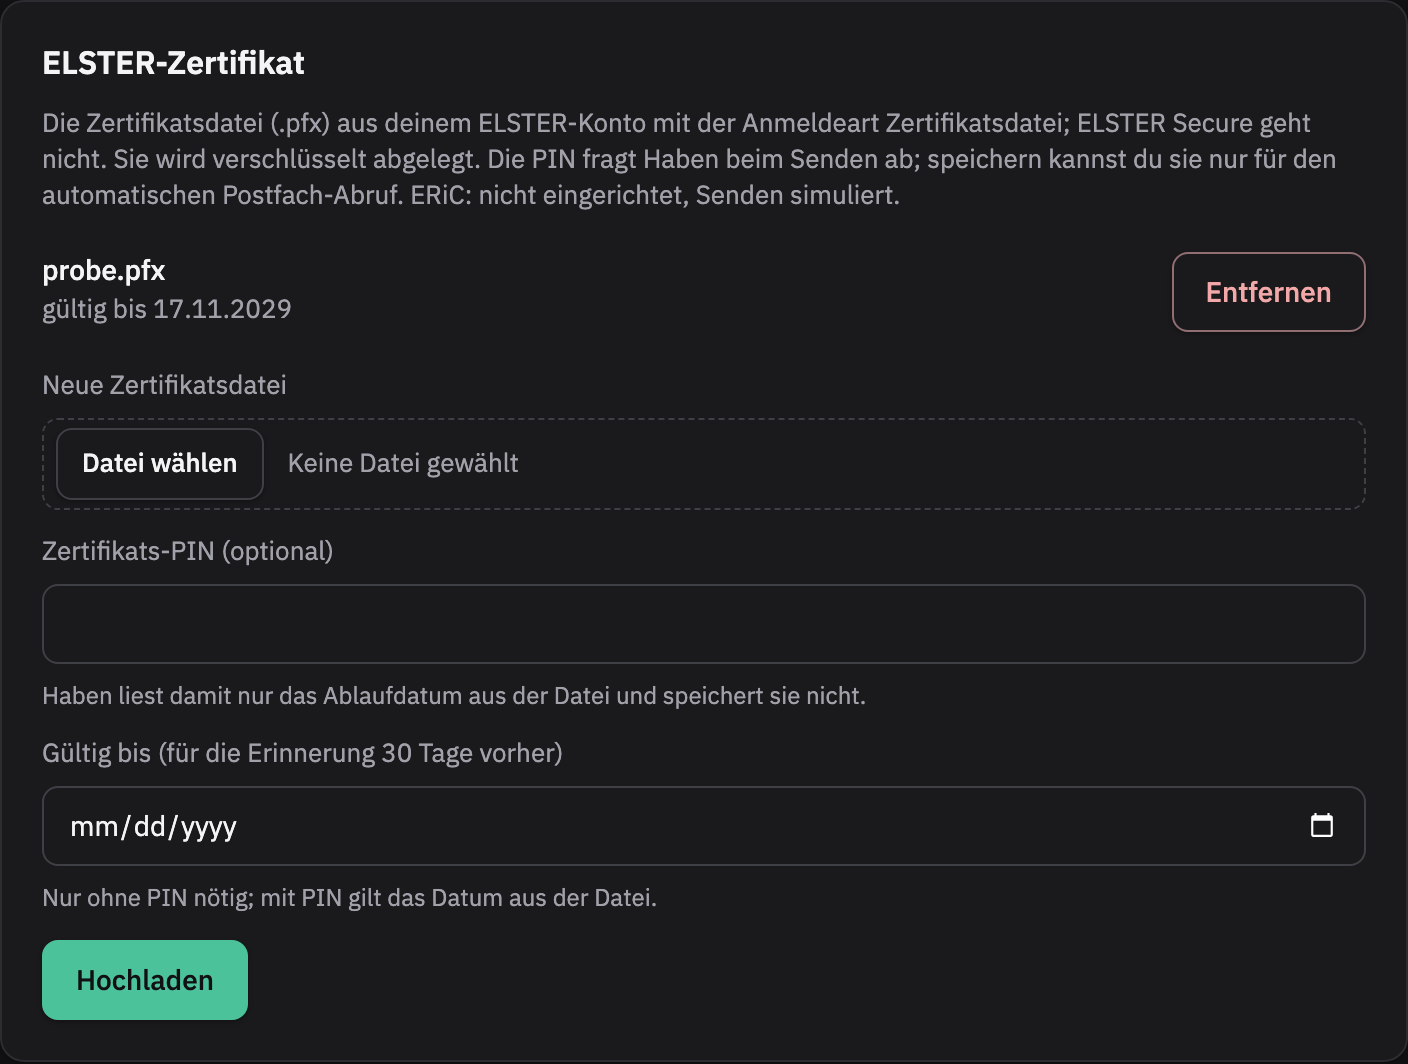 ELSTER-Zertifikat
Die Zertifikatsdatei (.pfx) aus deinem ELSTER-Konto mit der Anmeldeart Zertifikatsdatei; ELSTER Secure geht
nicht. Sie wird verschlüsselt abgelegt. Die PIN fragt Haben beim Senden ab; speichern kannst du sie nur für den
automatischen Postfach-Abruf. ERiC: nicht eingerichtet, Senden simuliert.
probe.pfx
gültig bis 17.11.2029
Entfernen
Neue Zertifikatsdatei
Datei wählen Keine Datei gewählt
Zertifikats-PIN (optional)
Haben liest damit nur das Ablaufdatum aus der Datei und speichert sie nicht.
Gültig bis (für die Erinnerung 30 Tage vorher)
mm/dd/yyyy
Nur ohne PIN nötig; mit PIN gilt das Datum aus der Datei.
Hochladen